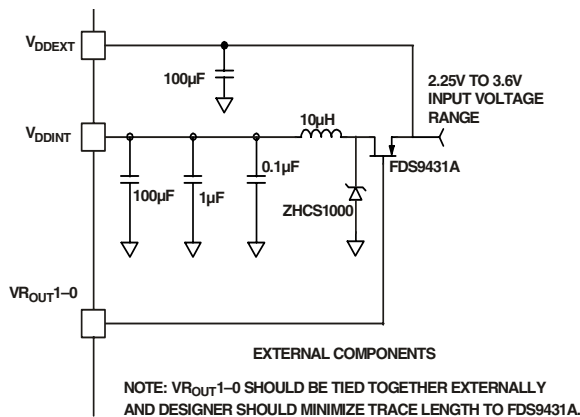 VDDEXT
100µF
2.25V TO 3.6V
INPUT VOLTAGE
RANGE
VDDINT
10µH
FDS9431A
0.1µF
100µF
1µF
ZHCS1000
VROUT1–0
EXTERNAL COMPONENTS
NOTE: VROUT1–0 SHOULD BE TIED TOGETHER EXTERNALLY
AND DESIGNER SHOULD MINIMIZE TRACE LENGTH TO FDS9431A.